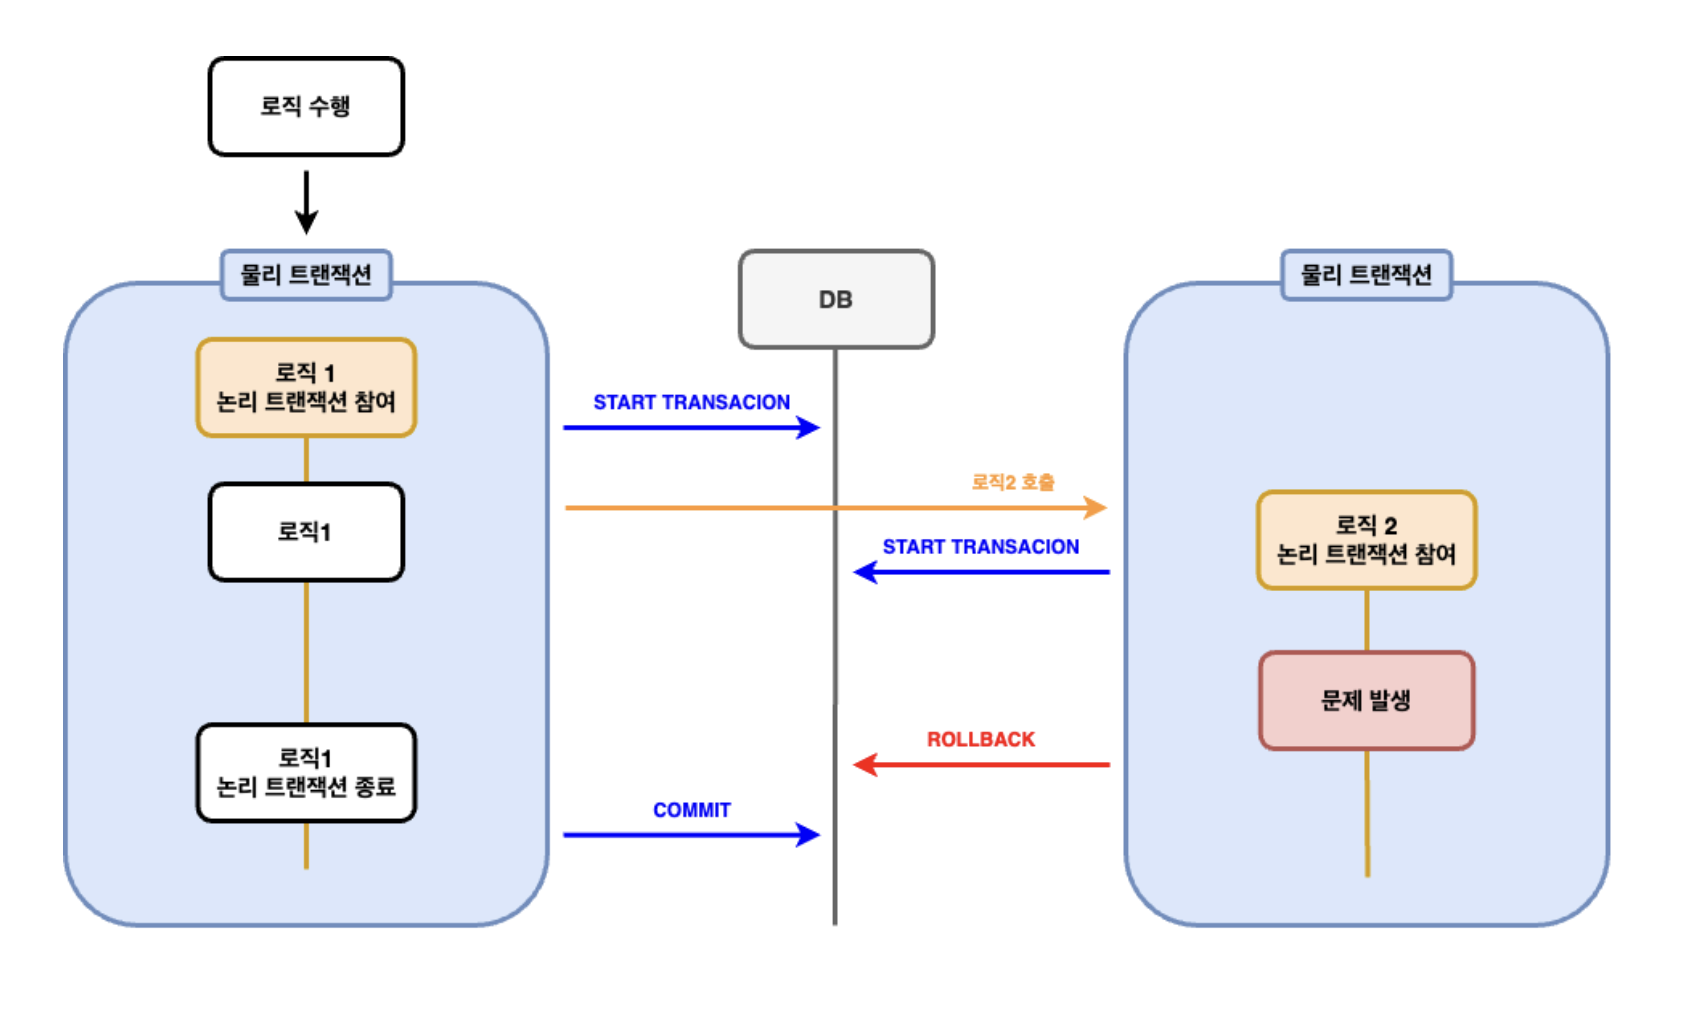 로직 수행
물리 트랜잭션
로직 1
논리 트랜잭션 참여
로직1
로직1
논리 트랜잭션 종료
DB
START TRANSACION
로직2 호출
START TRANSACION
ROLLBACK
COMMIT
물리 트랜잭션
로직 2
논리 트랜잭션 참여
문제 발생